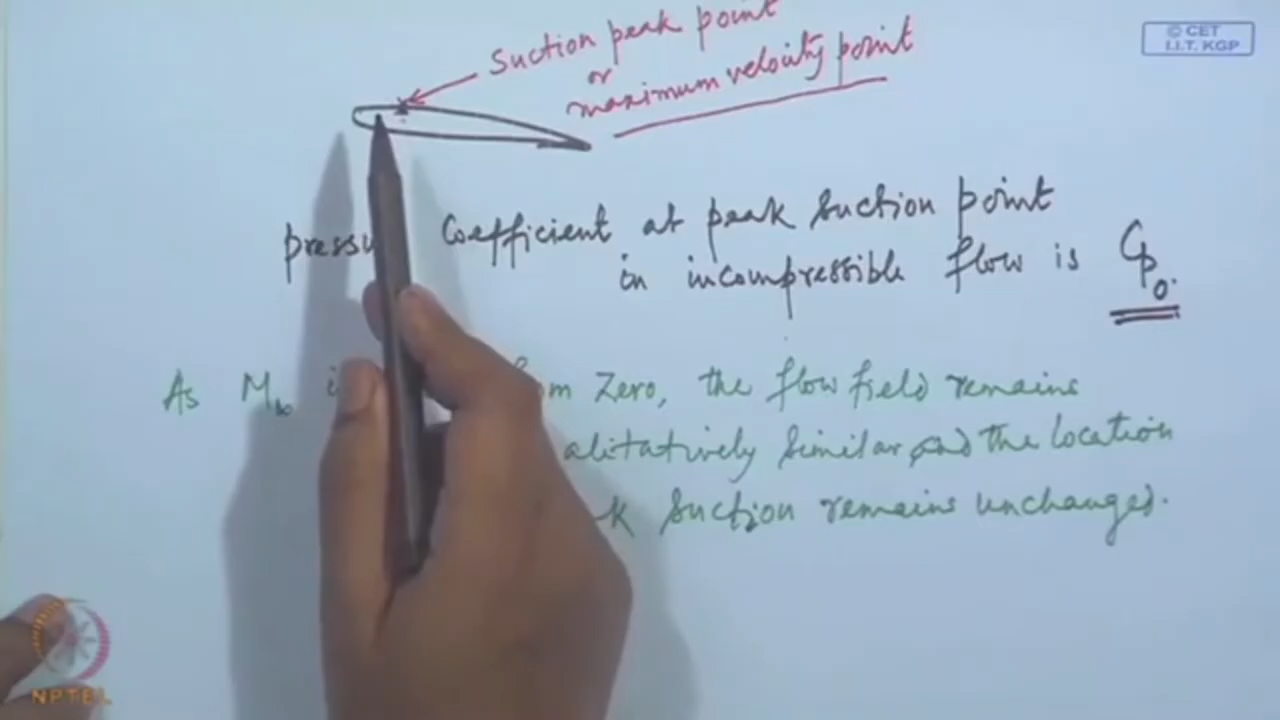 © CET
I.I.T. KGP
Suction peak point
or
maximum velocity point
pressu Coefficient at peak suction point
in incompressible flow is Cp₀.
As M∞ i om zero, the flow field remains
alitatively similar and the location
k suction remains unchanged.
NPTEL